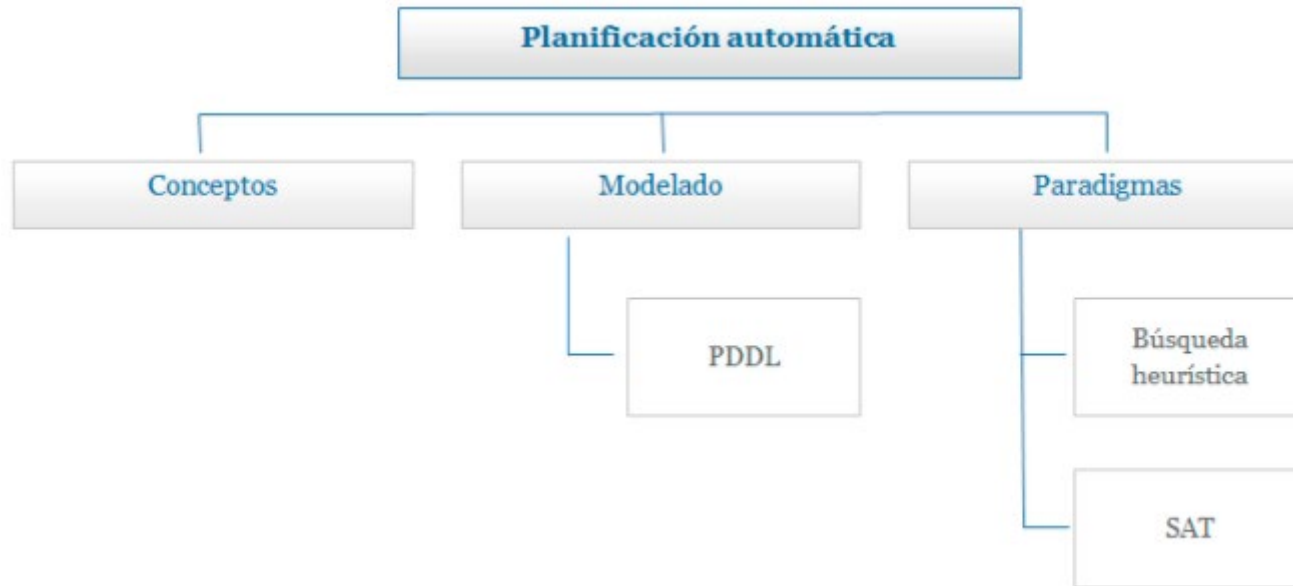 Planificación automática
Conceptos
Modelado
Paradigmas
PDDL
Búsqueda
heurística
SAT